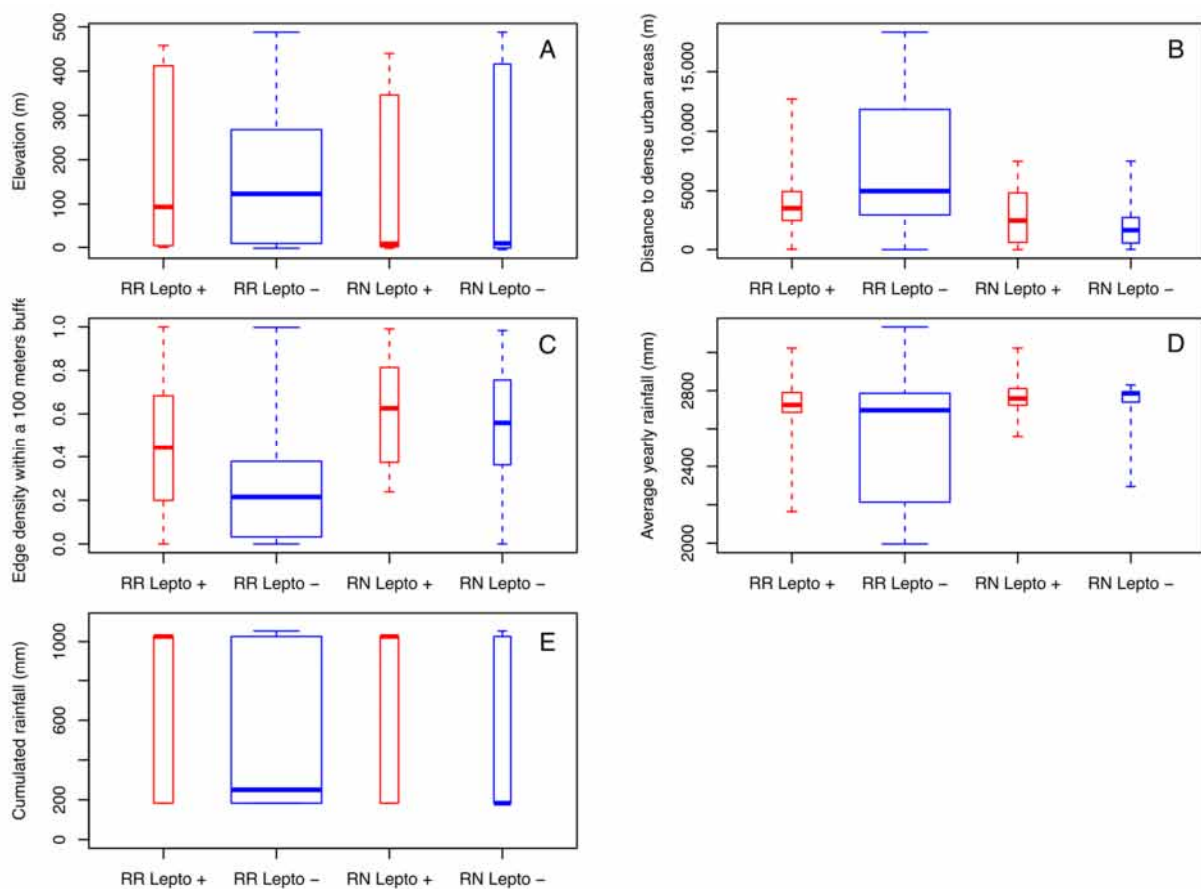 A
Elevation (m)
500
400
300
200
100
0
RR Lepto +
RR Lepto −
RN Lepto +
RN Lepto −
B
Distance to dense urban areas (m)
15,000
10,000
5000
0
RR Lepto +
RR Lepto −
RN Lepto +
RN Lepto −
C
Edge density within a 100 meters buffe
1.0
0.8
0.6
0.4
0.2
0.0
RR Lepto +
RR Lepto −
RN Lepto +
RN Lepto −
D
Average yearly rainfall (mm)
2800
2400
2000
RR Lepto +
RR Lepto −
RN Lepto +
RN Lepto −
E
Cumulated rainfall (mm)
1000
600
200
0
RR Lepto +
RR Lepto −
RN Lepto +
RN Lepto −